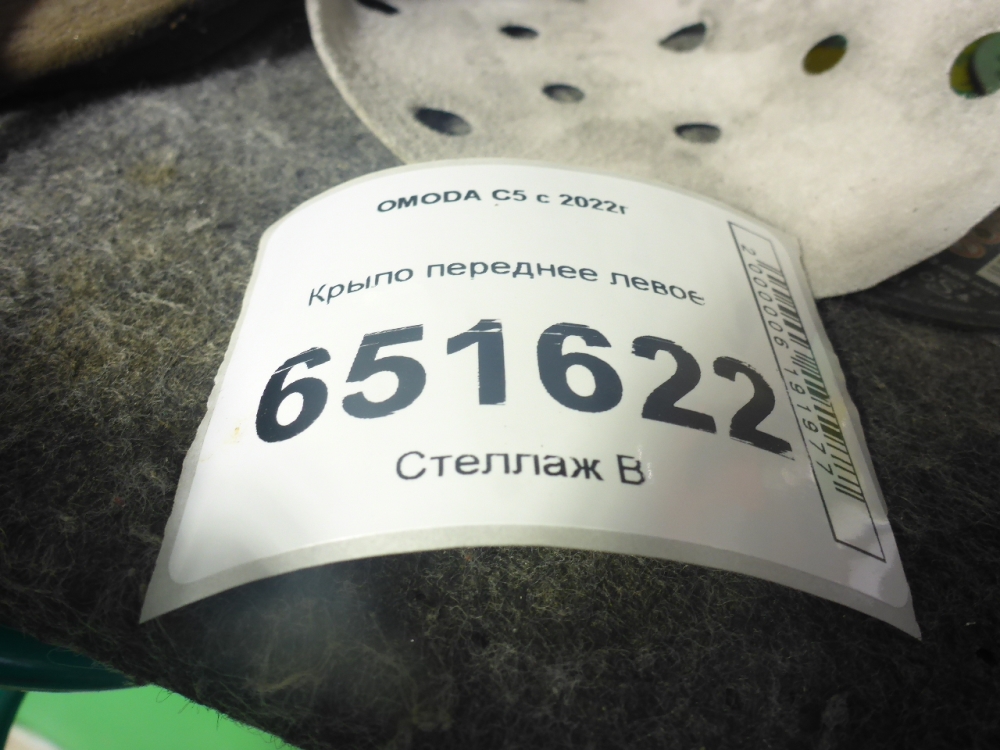 OMODA C5 с 2022г
Крыло переднее левое
651622
Стеллаж В
2000006191977